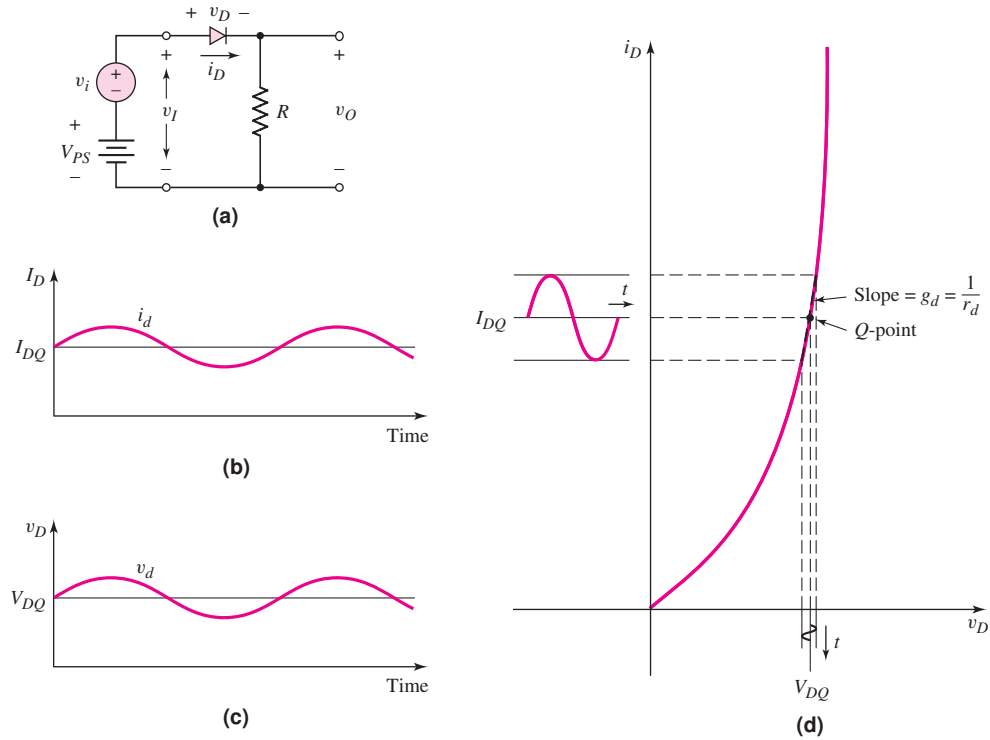 + v_D −
i_D
+
v_I
−
v_i
+
−
+
V_PS
−
R
+
v_O
−
(a)
I_D
i_d
I_DQ
Time
(b)
v_D
v_d
V_DQ
Time
(c)
i_D
t
I_DQ
Slope = g_d = 1/r_d
Q-point
v_D
t
V_DQ
(d)